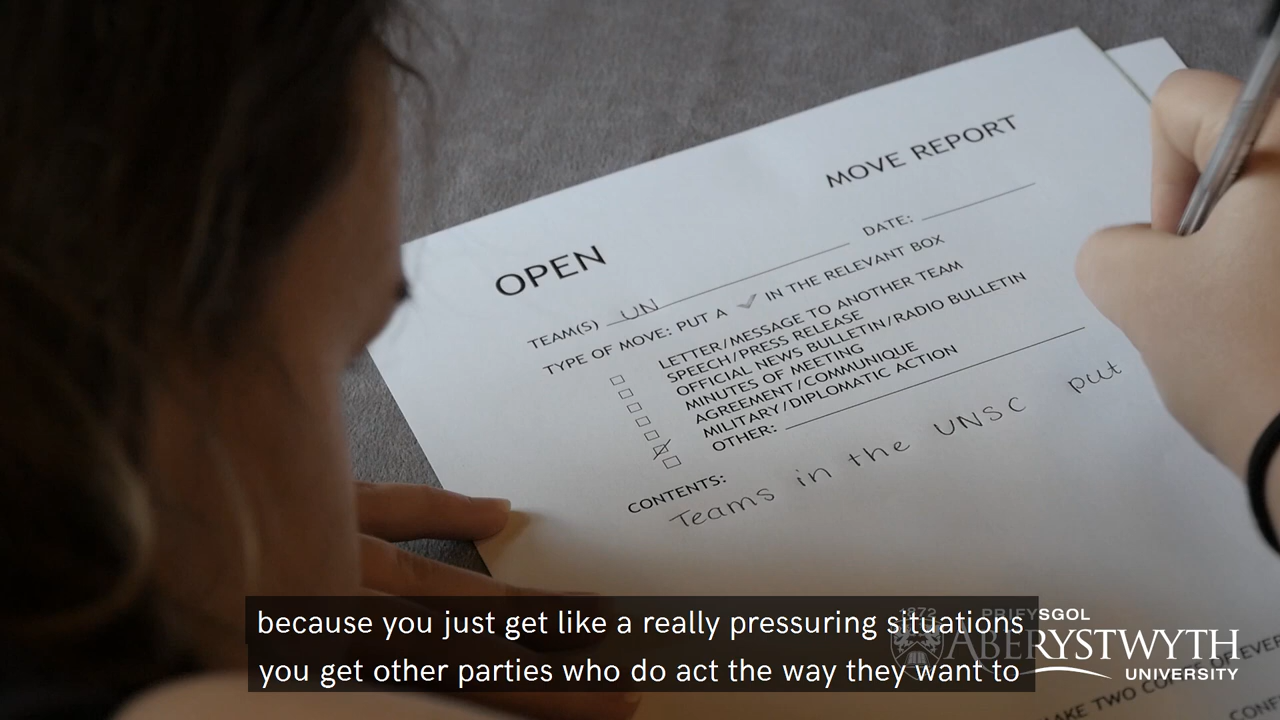 MOVE REPORT
OPEN
DATE:
TEAM(S) UN
TYPE OF MOVE: PUT A ✓ IN THE RELEVANT BOX
LETTER/MESSAGE TO ANOTHER TEAM
SPEECH/PRESS RELEASE
OFFICIAL NEWS BULLETIN/RADIO BULLETIN
MINUTES OF MEETING
AGREEMENT/COMMUNIQUE
MILITARY/DIPLOMATIC ACTION
OTHER:
CONTENTS:
Teams in the UNSC put
because you just get like a really pressuring situations
you get other parties who do act the way they want to
1872
PRIFYSGOL
ABERYSTWYTH
UNIVERSITY
MAKE TWO